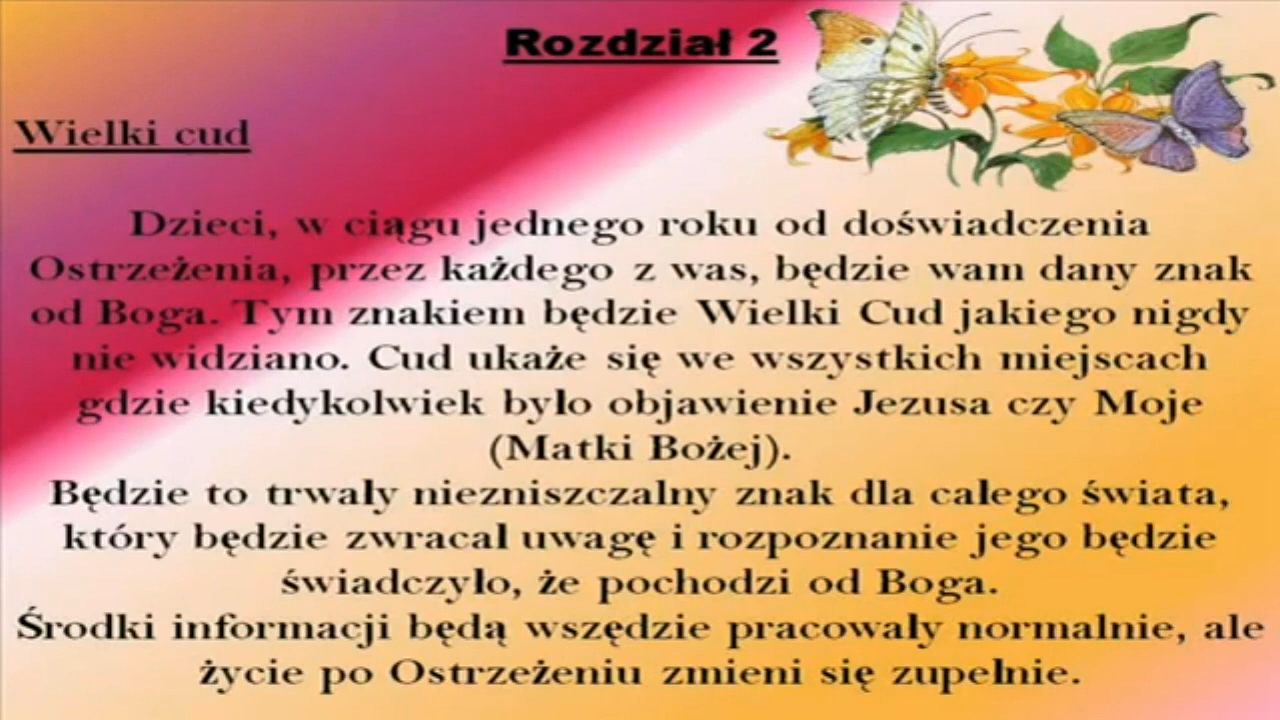 Rozdział 2
Wielki cud
Dzieci, w ciągu jednego roku od doświadczenia
Ostrzeżenia, przez każdego z was, będzie wam dany znak
od Boga. Tym znakiem będzie Wielki Cud jakiego nigdy
nie widziano. Cud ukaże się we wszystkich miejscach
gdzie kiedykolwiek było objawienie Jezusa czy Moje
(Matki Bożej).
Będzie to trwały niezniszczalny znak dla całego świata,
który będzie zwracał uwagę i rozpoznanie jego będzie
świadczyło, że pochodzi od Boga.
Środki informacji będą wszędzie pracowały normalnie, ale
życie po Ostrzeżeniu zmieni się zupełnie.